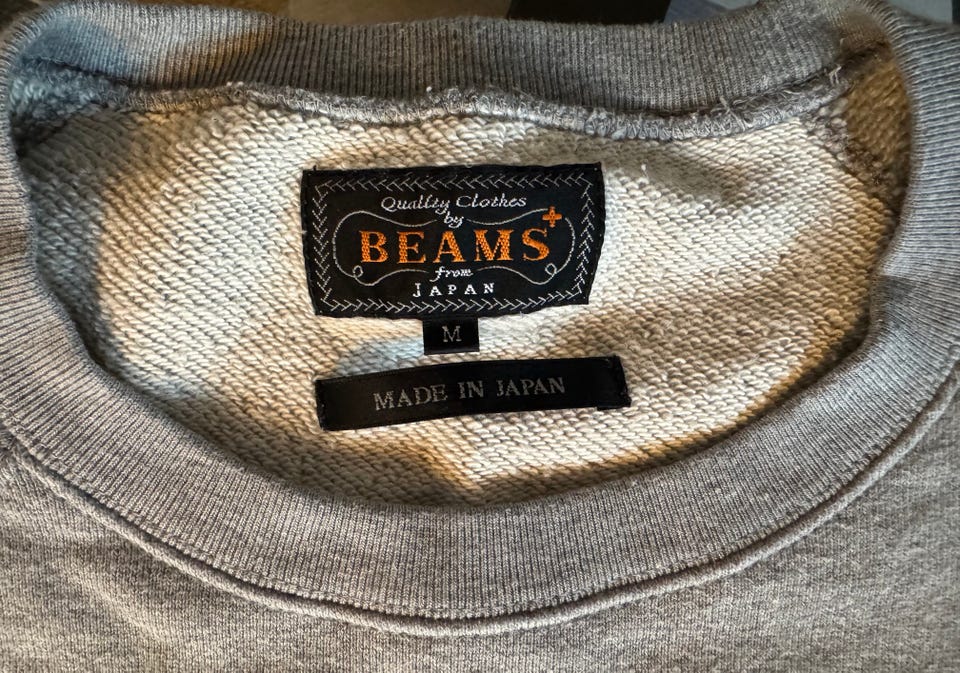 Quality Clothes
by
BEAMS+
from
JAPAN
M
MADE IN JAPAN